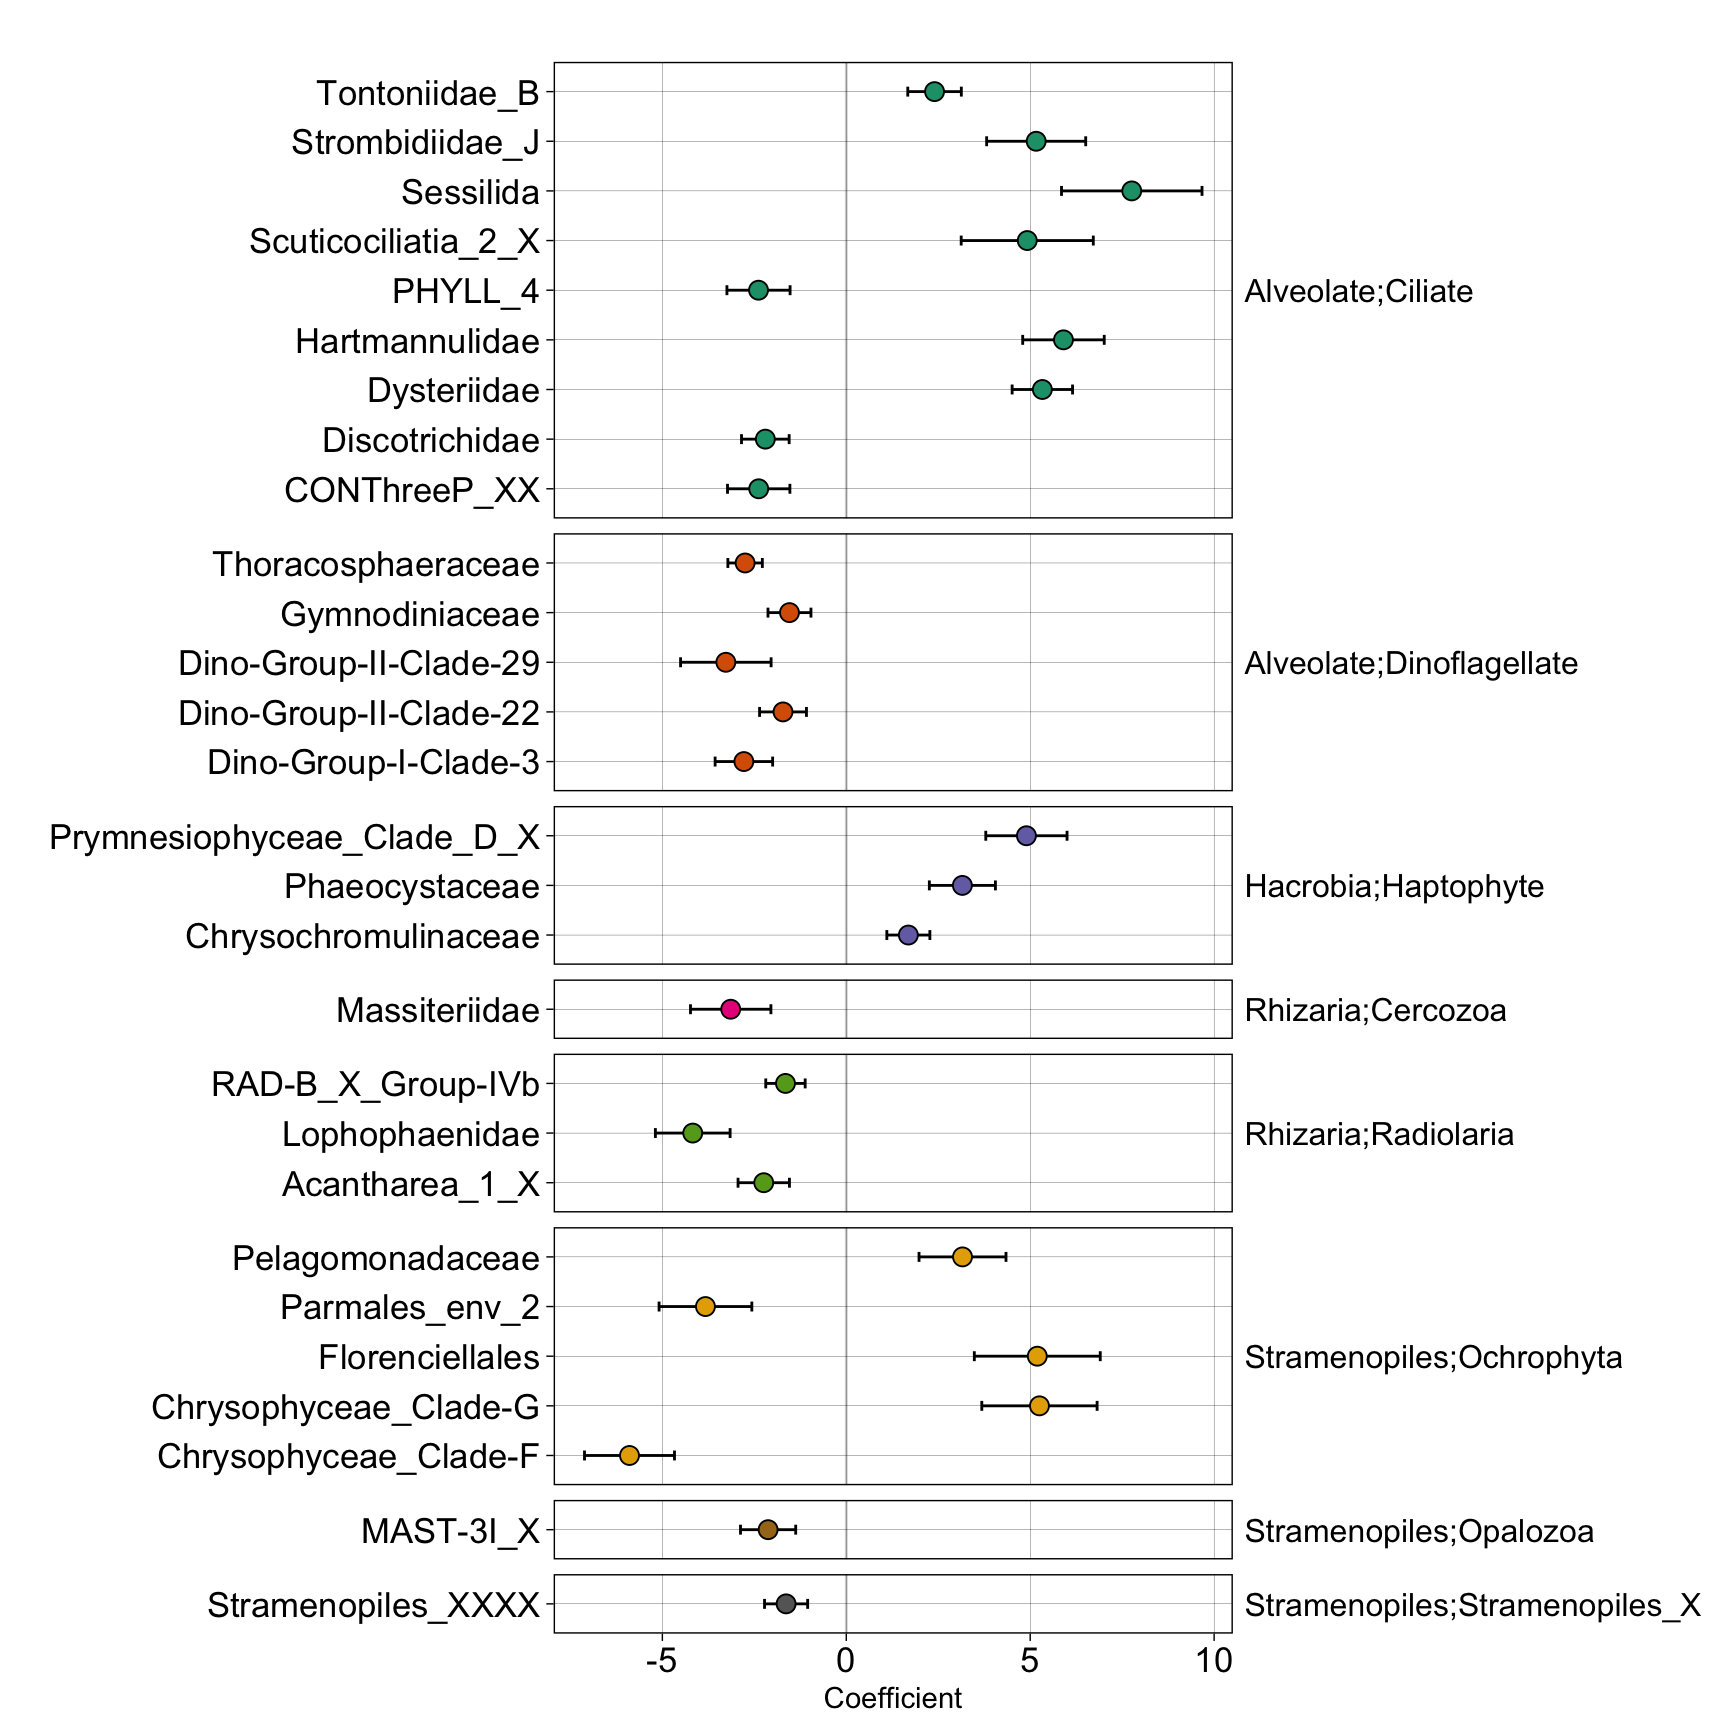 Tontoniidae_B
Strombidiidae_J
Sessilida
Scuticociliatia_2_X
PHYLL_4
Hartmannulidae
Dysteriidae
Discotrichidae
CONThreeP_XX
Alveolate;Ciliate
Thoracosphaeraceae
Gymnodiniaceae
Dino-Group-II-Clade-29
Dino-Group-II-Clade-22
Dino-Group-I-Clade-3
Alveolate;Dinoflagellate
Prymnesiophyceae_Clade_D_X
Phaeocystaceae
Chrysochromulinaceae
Hacrobia;Haptophyte
Massiteriidae
Rhizaria;Cercozoa
RAD-B_X_Group-IVb
Lophophaenidae
Acantharea_1_X
Rhizaria;Radiolaria
Pelagomonadaceae
Parmales_env_2
Florenciellales
Chrysophyceae_Clade-G
Chrysophyceae_Clade-F
Stramenopiles;Ochrophyta
MAST-3I_X
Stramenopiles;Opalozoa
Stramenopiles_XXXX
Stramenopiles;Stramenopiles_X
-5 0 5 10
Coefficient